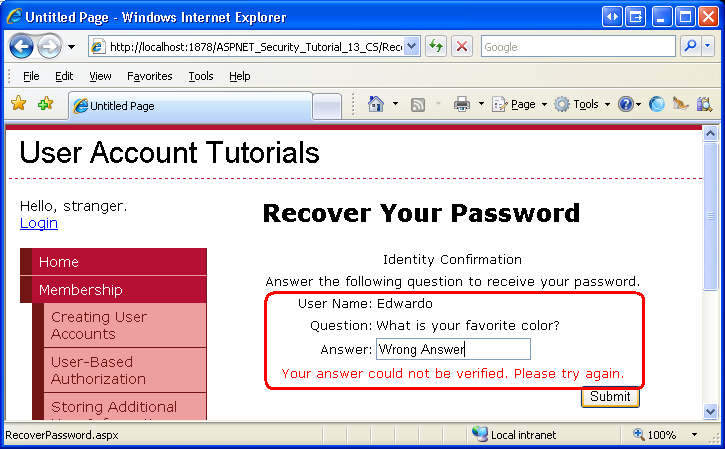 Untitled Page - Windows Internet Explorer
http://localhost:1878/ASPNET_Security_Tutorial_13_CS/Reco
Google
File Edit View Favorites Tools Help
Untitled Page
Page Tools
User Account Tutorials
Hello, stranger.
Login
Home
Membership
Creating User
Accounts
User-Based
Authorization
Storing Additional
Recover Your Password
Identity Confirmation
Answer the following question to receive your password.
User Name: Edwardo
Question: What is your favorite color?
Answer: Wrong Answer
Your answer could not be verified. Please try again.
Submit
RecoverPassword.aspx
Local intranet
100%